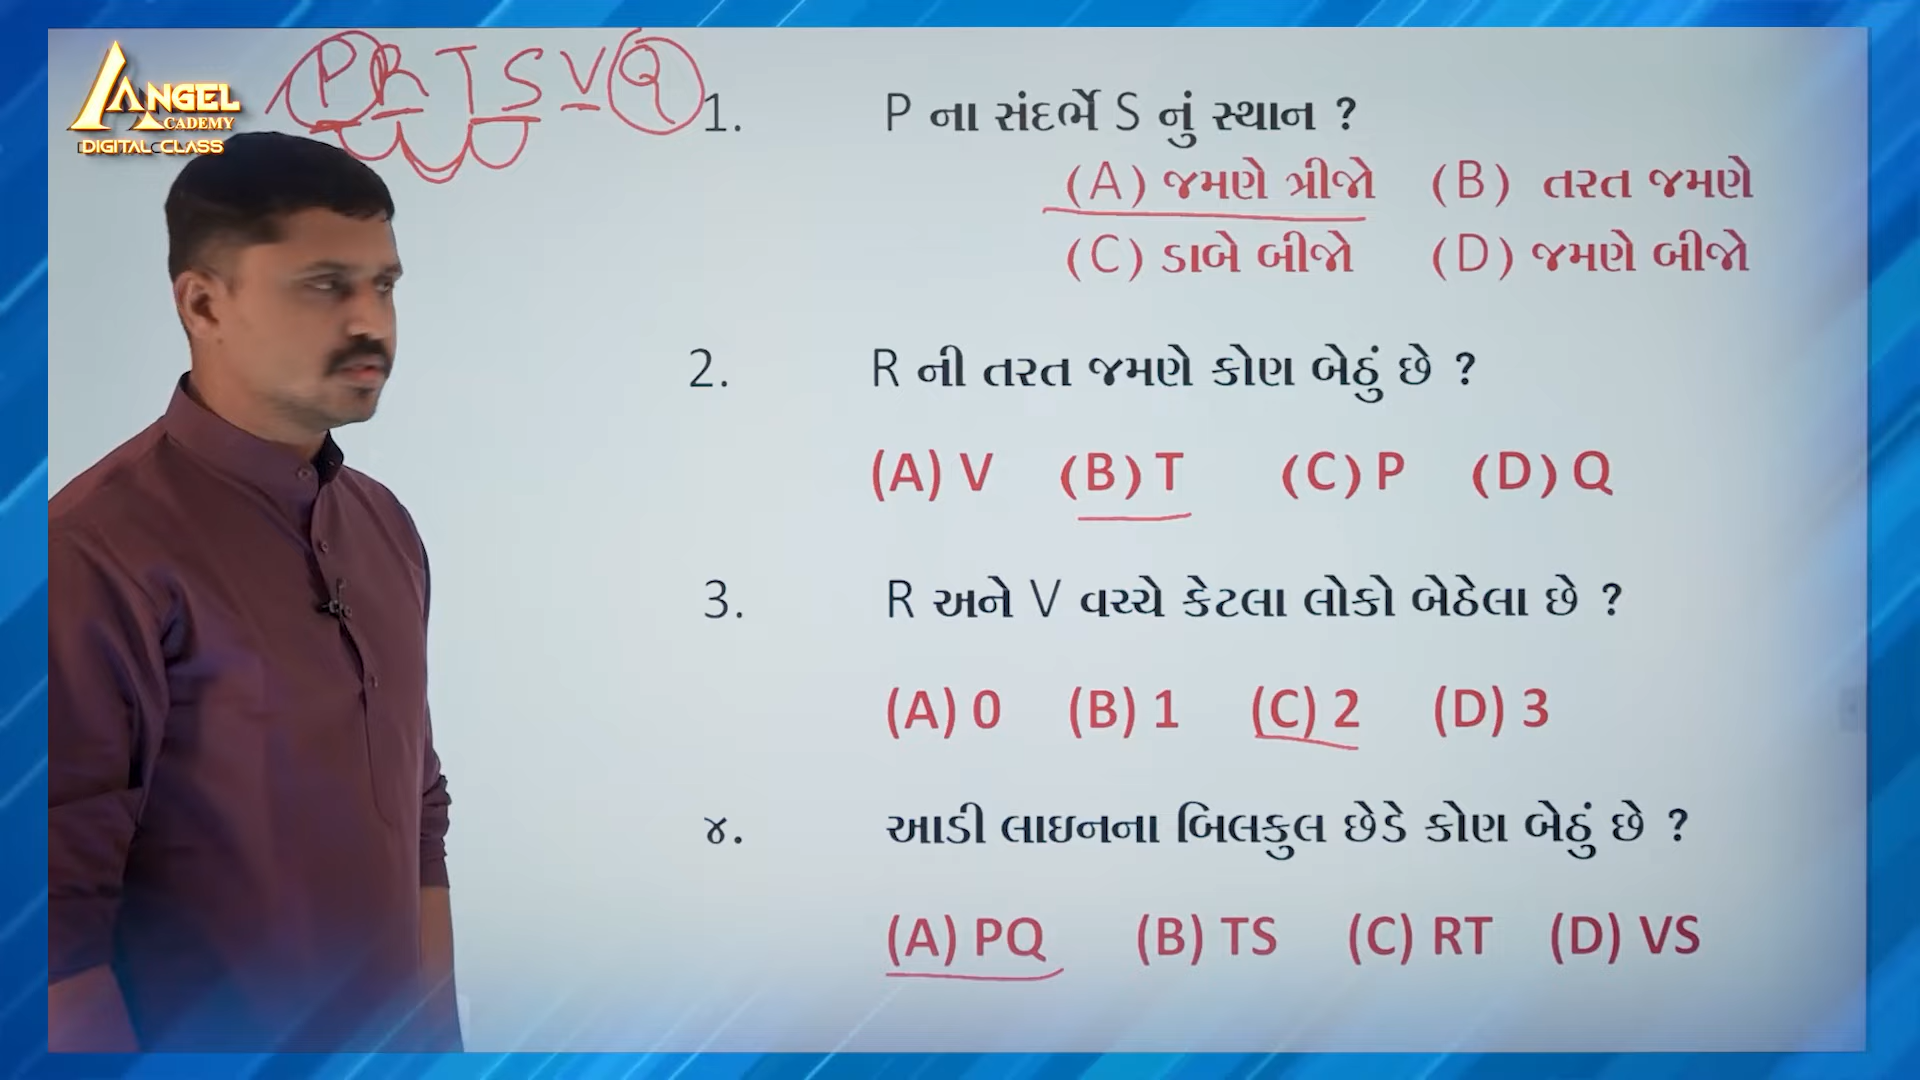 ANGEL
ACADEMY
DIGITAL CLASS
P R T S V Q
1. P ના સંદર્ભે S નું સ્થાન ?
(A) જમણે ત્રીજો (B) તરત જમણે
(C) ડાબે બીજો (D) જમણે બીજો
2. R ની તરત જમણે કોણ બેઠું છે ?
(A) V (B) T (C) P (D) Q
3. R અને V વચ્ચે કેટલા લોકો બેઠેલા છે ?
(A) 0 (B) 1 (C) 2 (D) 3
૪. આડી લાઇનના બિલકુલ છેડે કોણ બેઠું છે ?
(A) PQ (B) TS (C) RT (D) VS